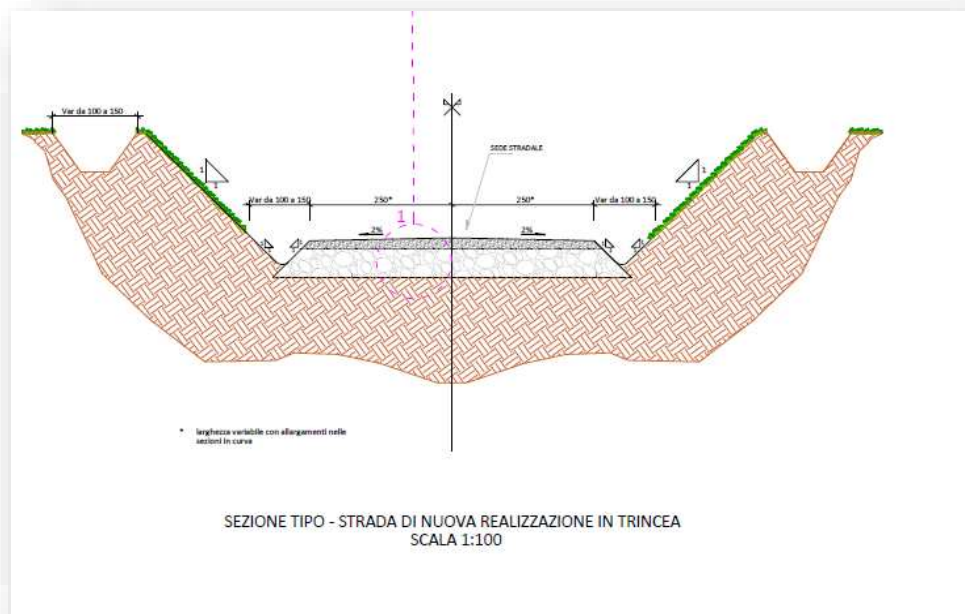 Var da 100 a 150
SEDE STRADALE
1
1
1
1
Var da 100 a 150
250*
250*
Var da 100 a 150
1
2%
2%
* larghezza variabile con allargamenti nelle
sezioni in curva
SEZIONE TIPO - STRADA DI NUOVA REALIZZAZIONE IN TRINCEA
SCALA 1:100